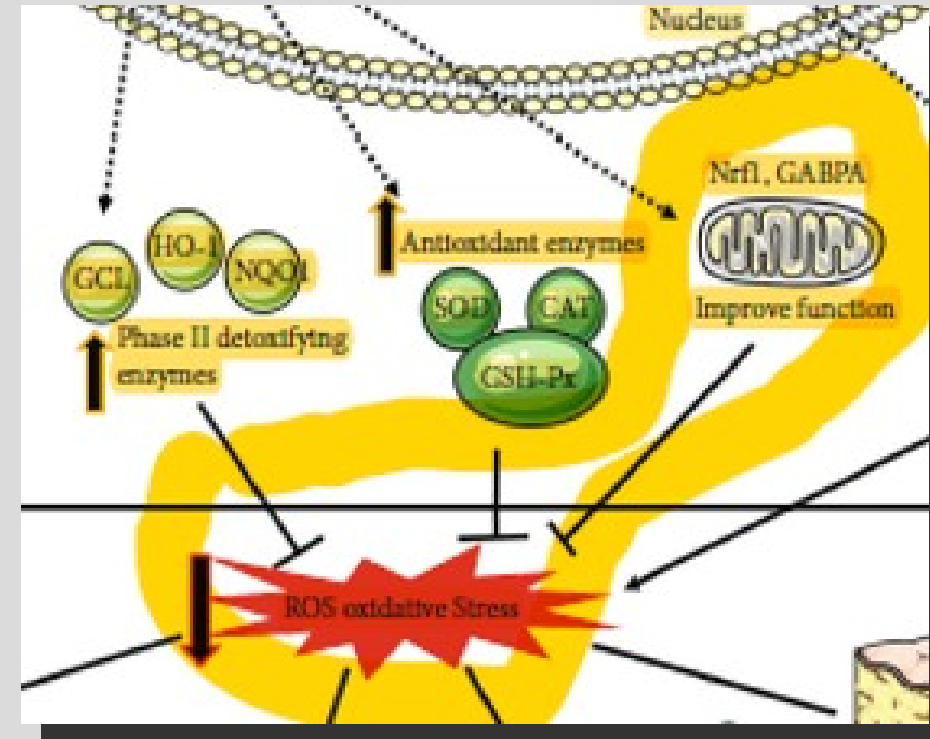 Nucleus
Nrf1, GABPA
HO-1
Antioxidant enzymes
GCL
NQO1
SOD
CAT
Improve function
Phase II detoxifying
enzymes
GSH-Px
ROS oxidative Stress